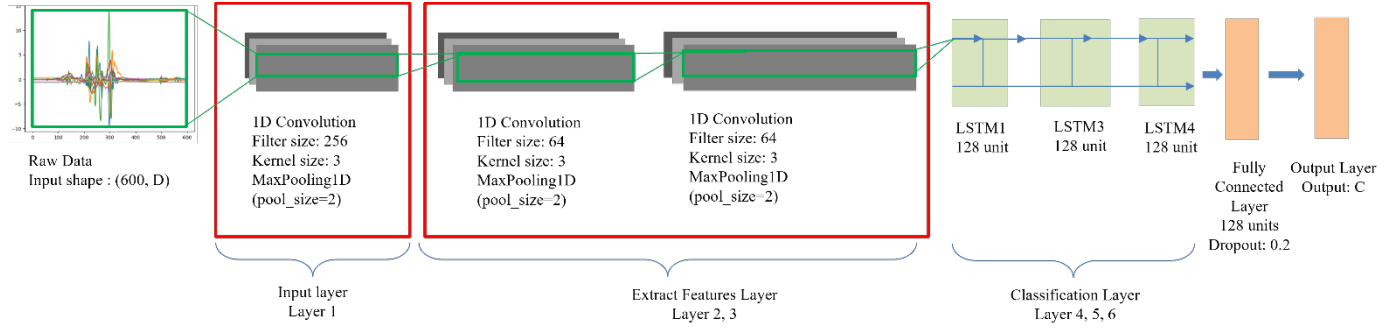 15
10
5
0
−5
−10
0 100 200 300 400 500 600
Raw Data
Input shape : (600, D)
1D Convolution
Filter size: 256
Kernel size: 3
MaxPooling1D
(pool_size=2)
1D Convolution
Filter size: 64
Kernel size: 3
MaxPooling1D
(pool_size=2)
1D Convolution
Filter size: 64
Kernel size: 3
MaxPooling1D
(pool_size=2)
LSTM1
128 unit
LSTM3
128 unit
LSTM4
128 unit
Fully
Connected
Layer
128 units
Dropout: 0.2
Output Layer
Output: C
Input layer
Layer 1
Extract Features Layer
Layer 2, 3
Classification Layer
Layer 4, 5, 6